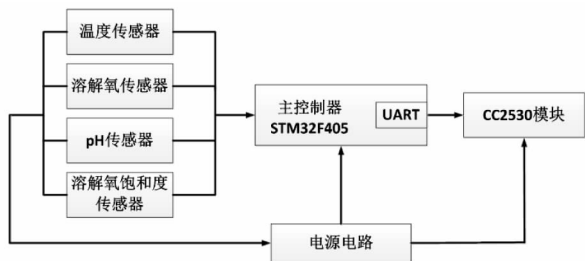 温度传感器
溶解氧传感器
pH传感器
溶解氧饱和度
传感器
主控制器
STM32F405
UART
CC2530模块
电源电路